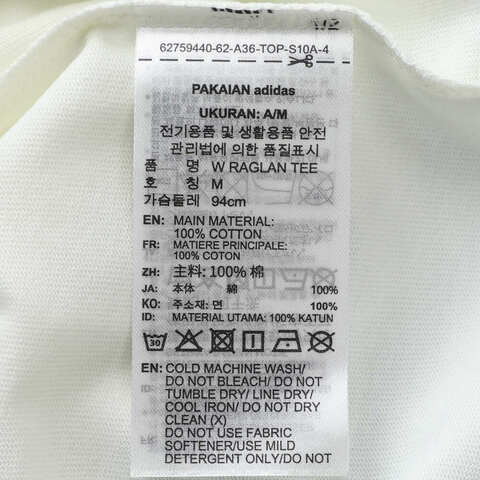 62759440-62-A36-TOP-S10A-4
PAKAIAN adidas
UKURAN: A/M
전기용품 및 생활용품 안전
관리법에 의한 품질표시
품 명 W RAGLAN TEE
호 칭 M
가슴둘레 94cm
EN: MAIN MATERIAL:
100% COTTON
FR: MATIERE PRINCIPALE:
100% COTON
ZH: 主料: 100% 棉
JA: 本体 綿 100%
KO: 주소재: 면 100%
ID: MATERIAL UTAMA: 100% KATUN
30
EN: COLD MACHINE WASH/
DO NOT BLEACH/ DO NOT
TUMBLE DRY/ LINE DRY/
COOL IRON/ DO NOT DRY
CLEAN (X)
DO NOT USE FABRIC
SOFTENER/USE MILD
DETERGENT ONLY/ DO NOT